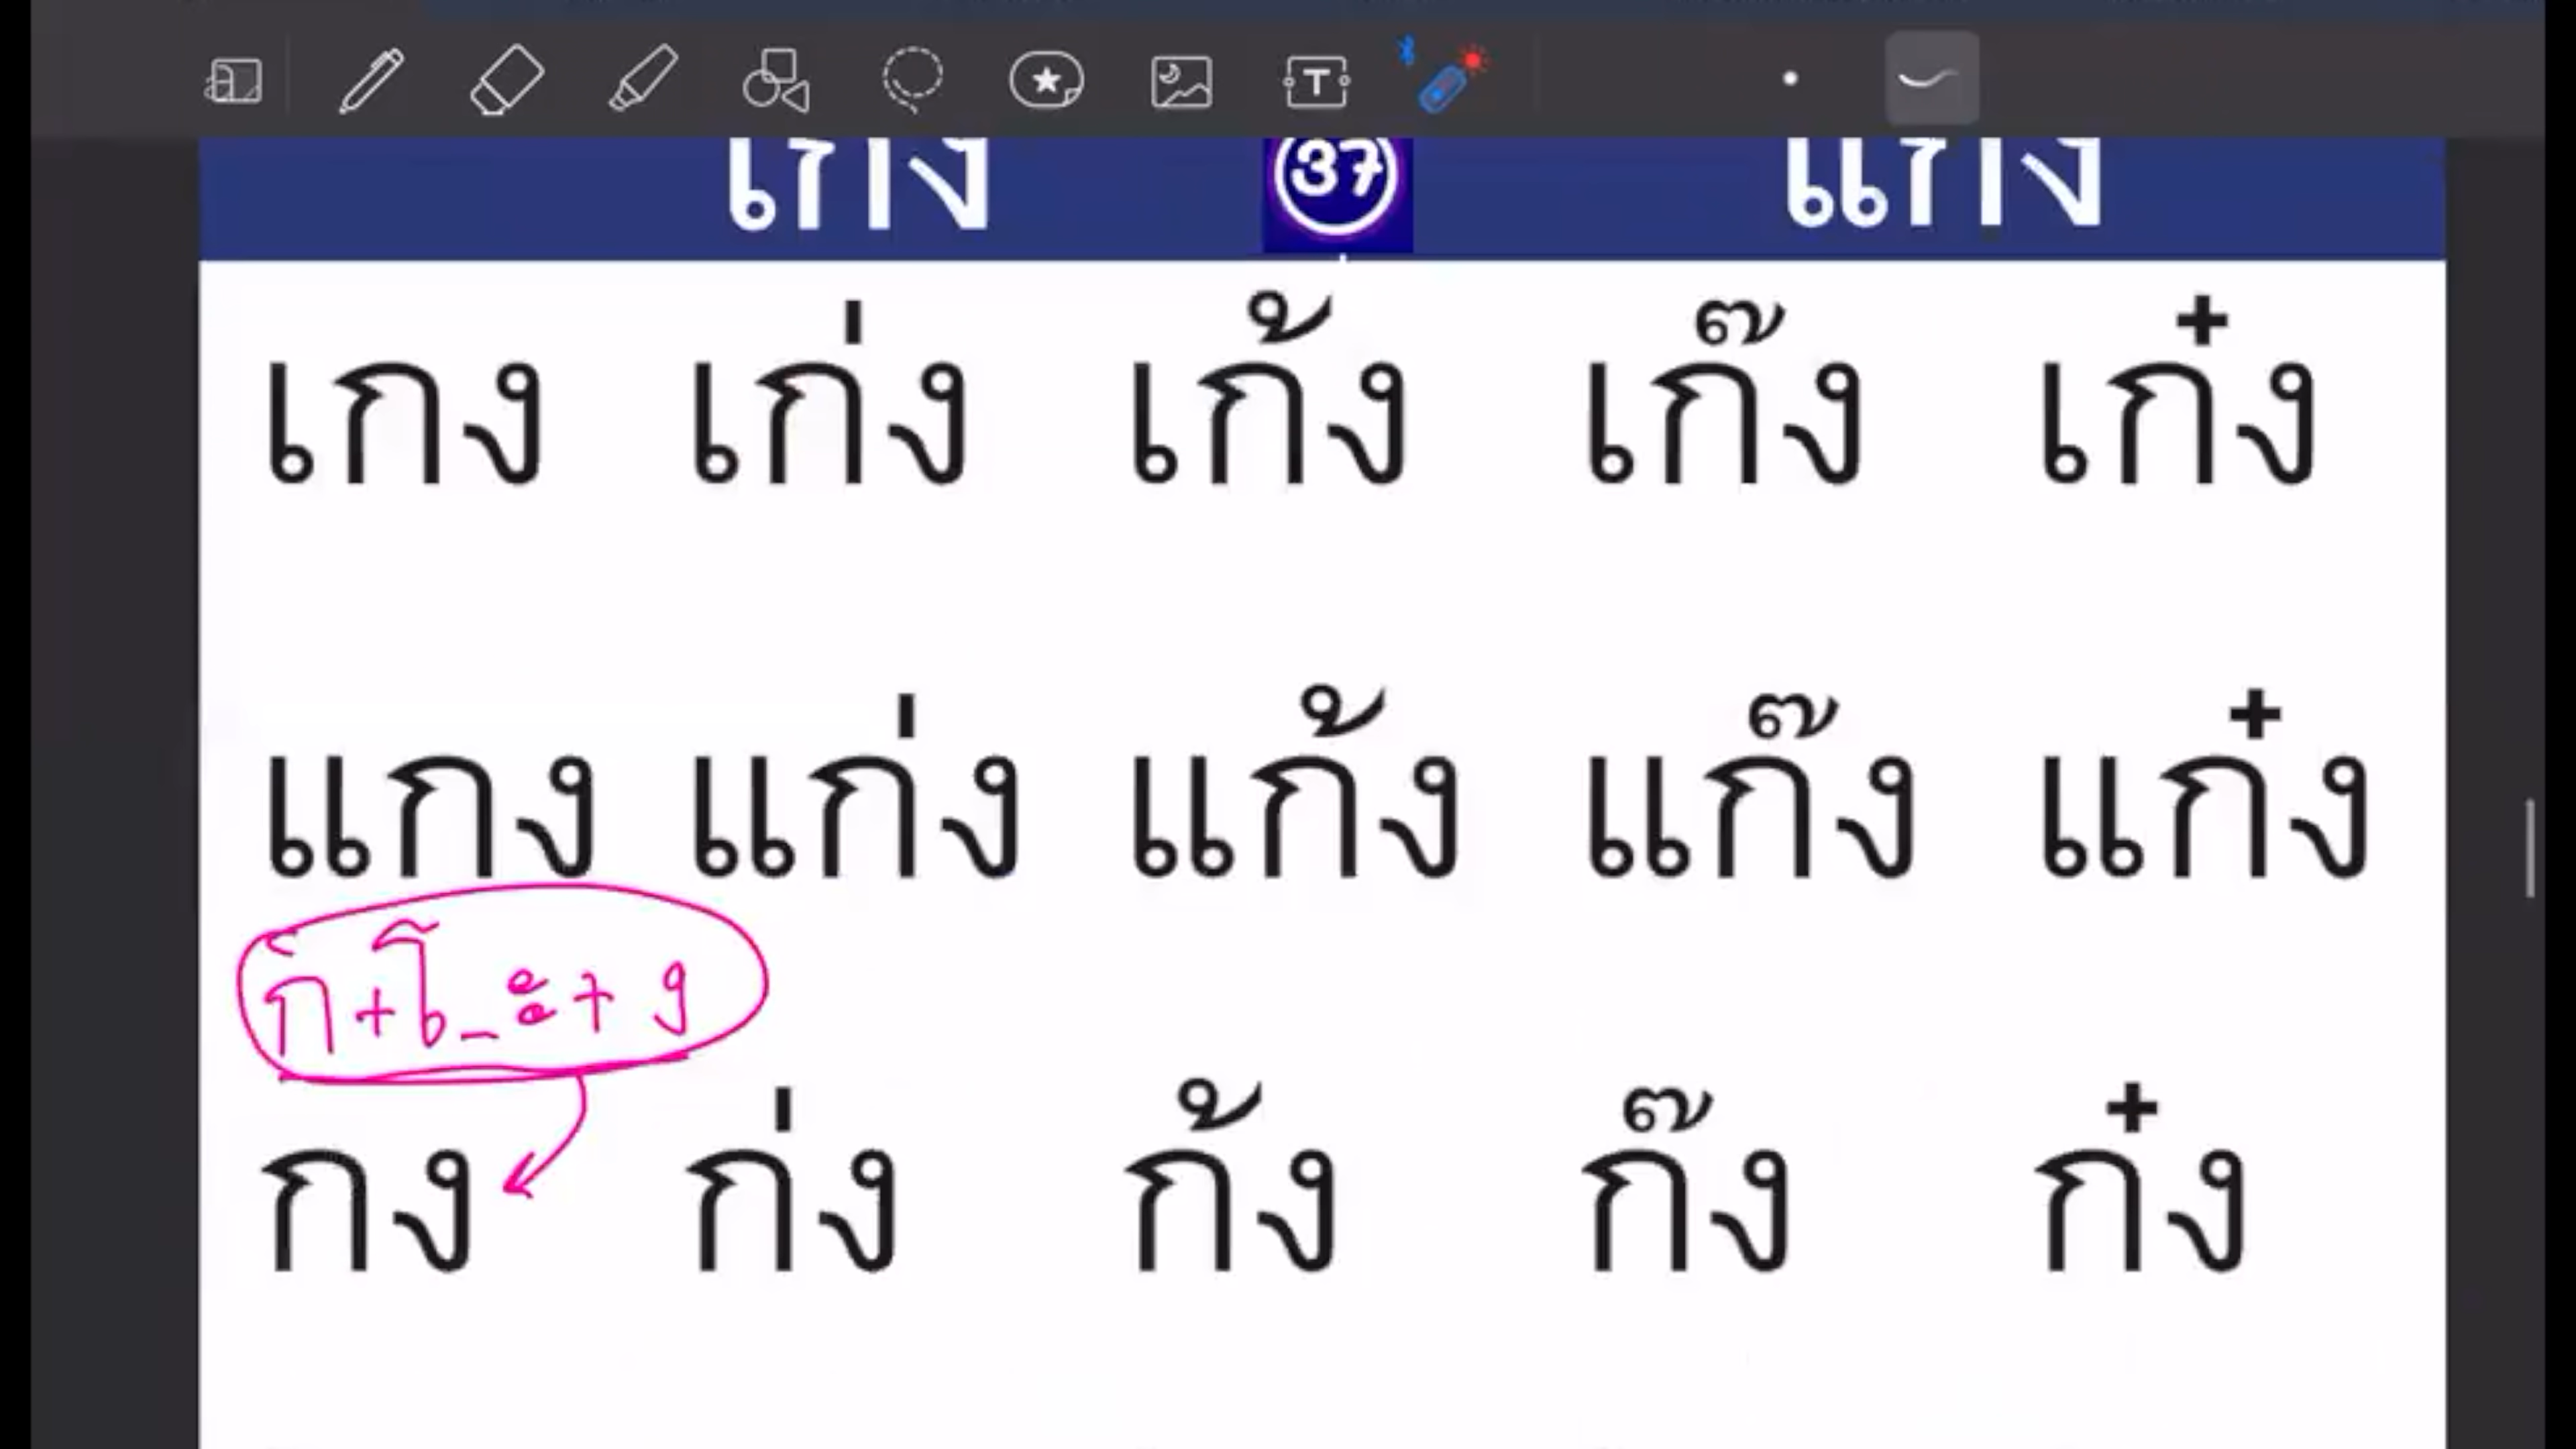 เก่ง 37 แก่ง
เกง เก่ง เก้ง เก๊ง เก๋ง
แกง แก่ง แก้ง แก๊ง แก๋ง
ก + โ_ะ + ง
กง ก่ง ก้ง ก๊ง ก๋ง